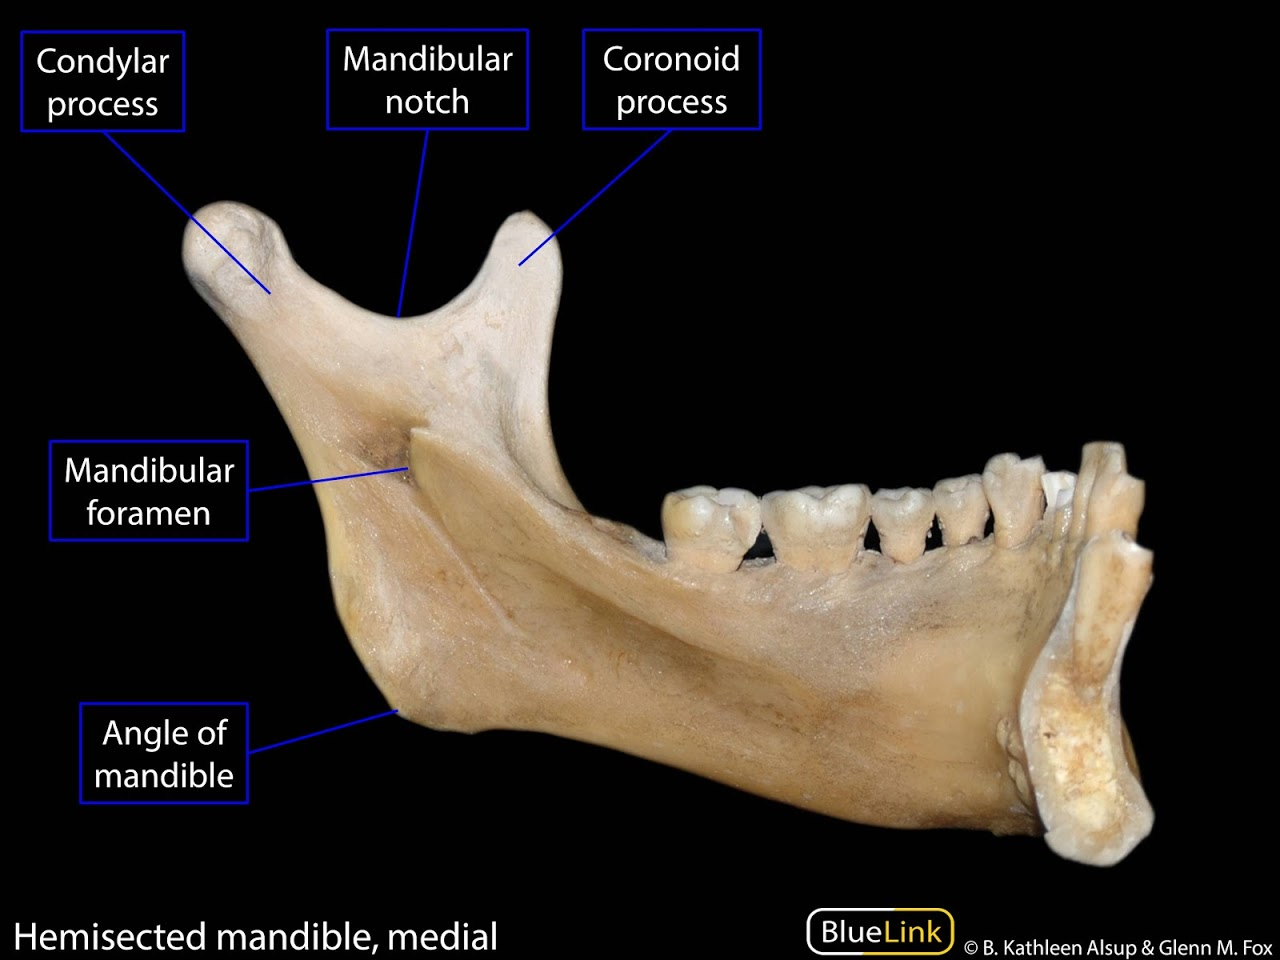 Condylar
process
Mandibular
notch
Coronoid
process
Mandibular
foramen
Angle of
mandible
Hemisected mandible, medial
BlueLink
© B. Kathleen Alsup & Glenn M. Fox